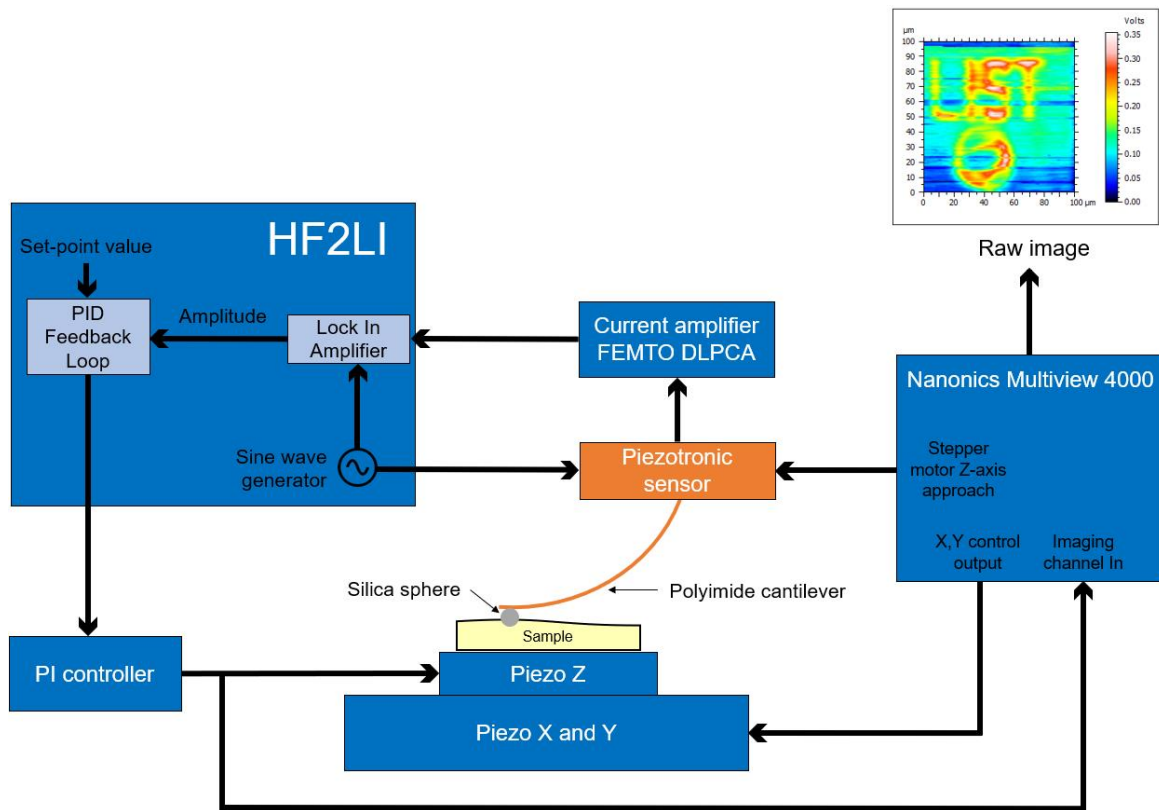 Volts
µm
100
90
80
70
60
50
40
30
20
10
0
0 20 40 60 80 100 µm
0.35
0.30
0.25
0.20
0.15
0.10
0.05
0.00
LIST
Raw image
HF2LI
Set-point value
PID
Feedback
Loop
Amplitude
Lock In
Amplifier
Sine wave
generator
Current amplifier
FEMTO DLPCA
Piezotronic
sensor
Nanonics Multiview 4000
Stepper
motor Z-axis
approach
X,Y control
output
Imaging
channel In
Silica sphere
Polyimide cantilever
Sample
PI controller
Piezo Z
Piezo X and Y